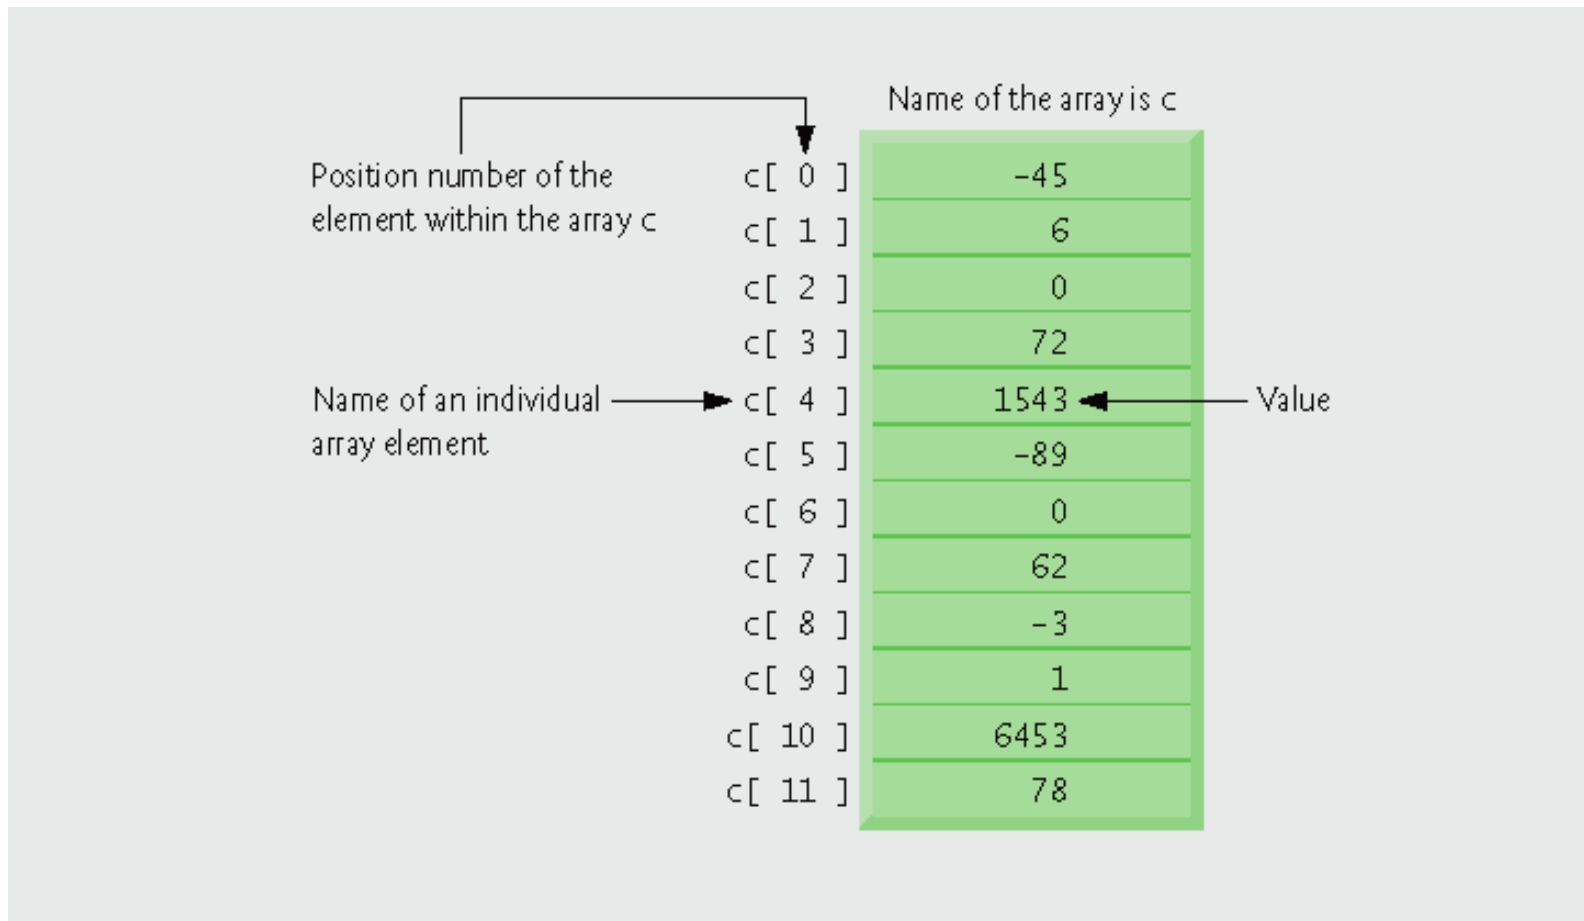 Name of the array is c
Position number of the
element within the array c
c[ 0 ] -45
c[ 1 ] 6
c[ 2 ] 0
c[ 3 ] 72
Name of an individual
array element
c[ 4 ] 1543 Value
c[ 5 ] -89
c[ 6 ] 0
c[ 7 ] 62
c[ 8 ] -3
c[ 9 ] 1
c[ 10 ] 6453
c[ 11 ] 78